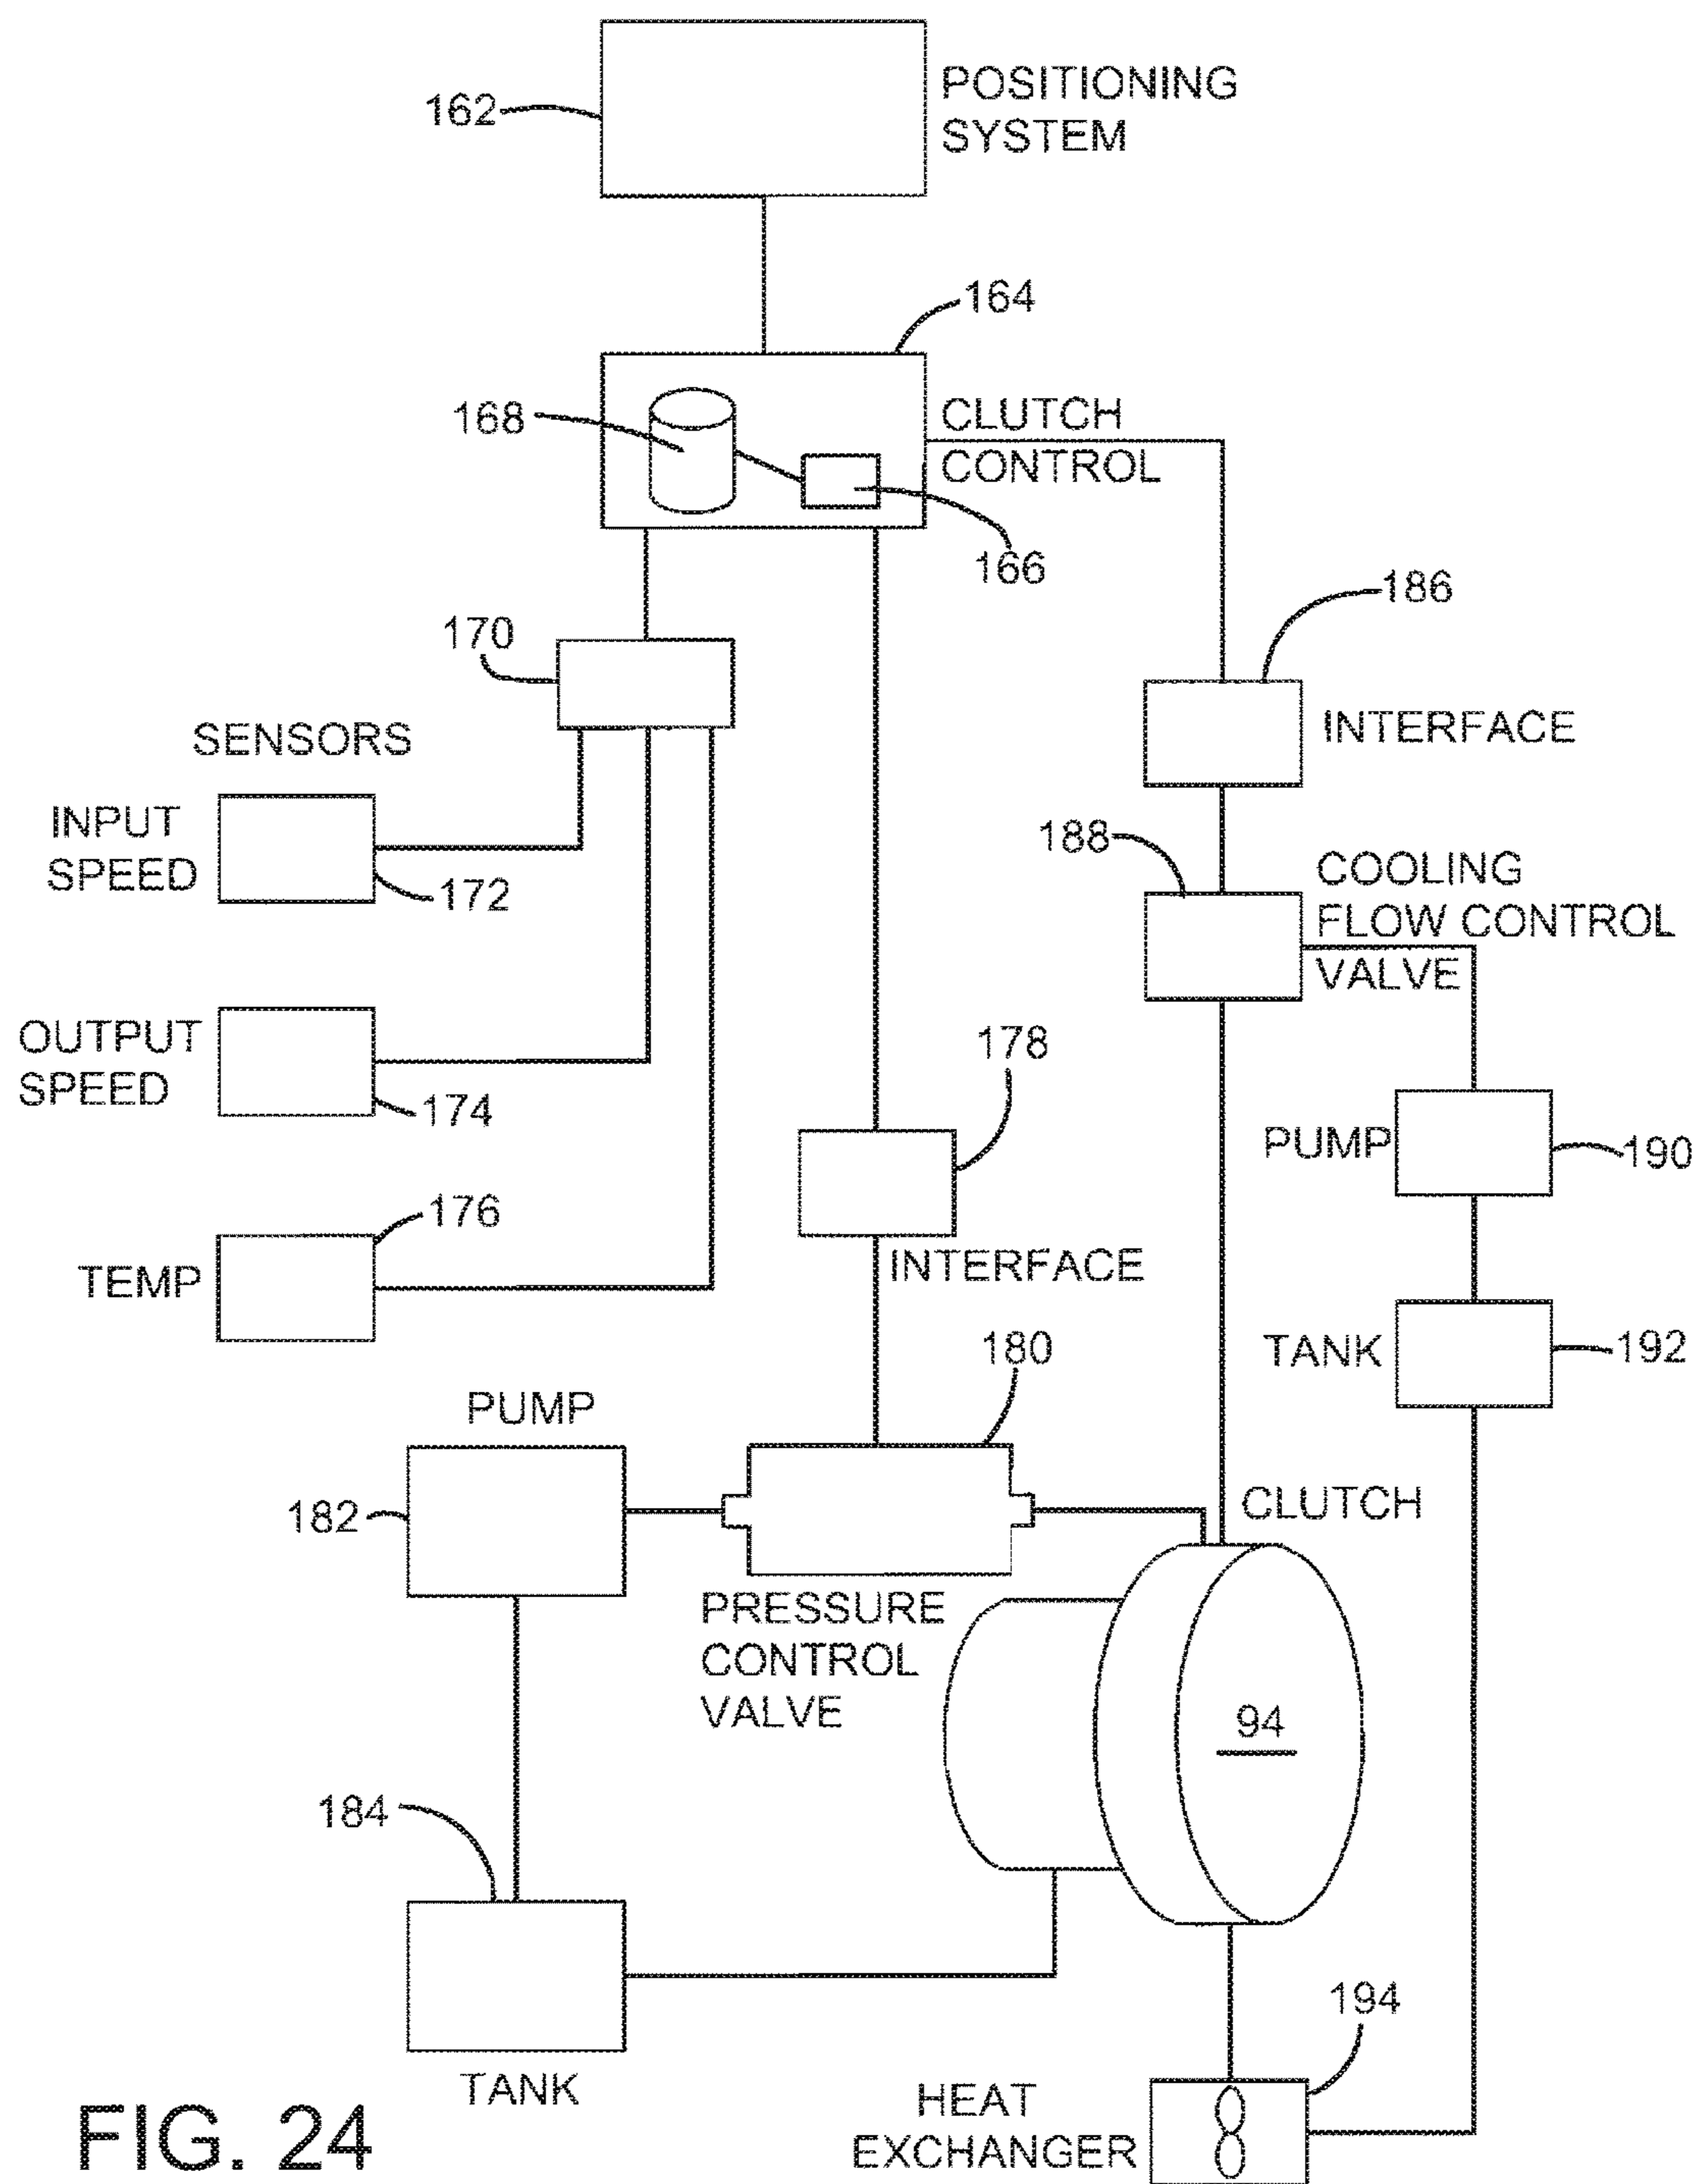 POSITIONING
SYSTEM
162
164
CLUTCH
CONTROL
168
166
170
186
INTERFACE
SENSORS
INPUT
SPEED
172
188
COOLING
FLOW CONTROL
VALVE
OUTPUT
SPEED
174
178
PUMP
190
176
TEMP
INTERFACE
180
TANK
192
PUMP
182
CLUTCH
PRESSURE
CONTROL
VALVE
94
184
TANK
194
HEAT
EXCHANGER
FIG. 24